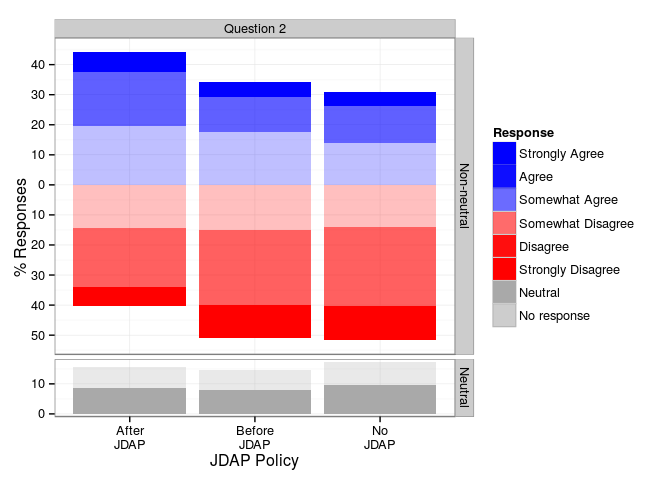 Question 2
% Responses
40
30
20
10
0
10
20
30
40
50
Non-neutral
10
0
Neutral
After
JDAP
Before
JDAP
No
JDAP
JDAP Policy
Response
Strongly Agree
Agree
Somewhat Agree
Somewhat Disagree
Disagree
Strongly Disagree
Neutral
No response